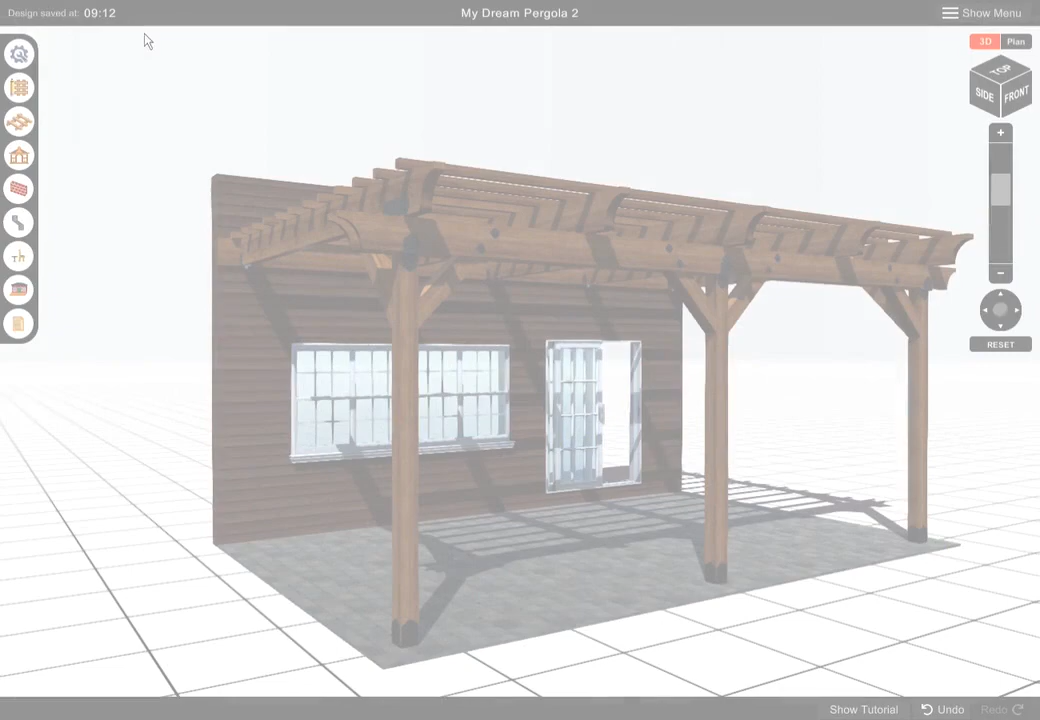 Design saved at: 09:12
My Dream Pergola 2
Show Menu
3D Plan
TOP
SIDE FRONT
+
-
RESET
Show Tutorial
Undo
Redo